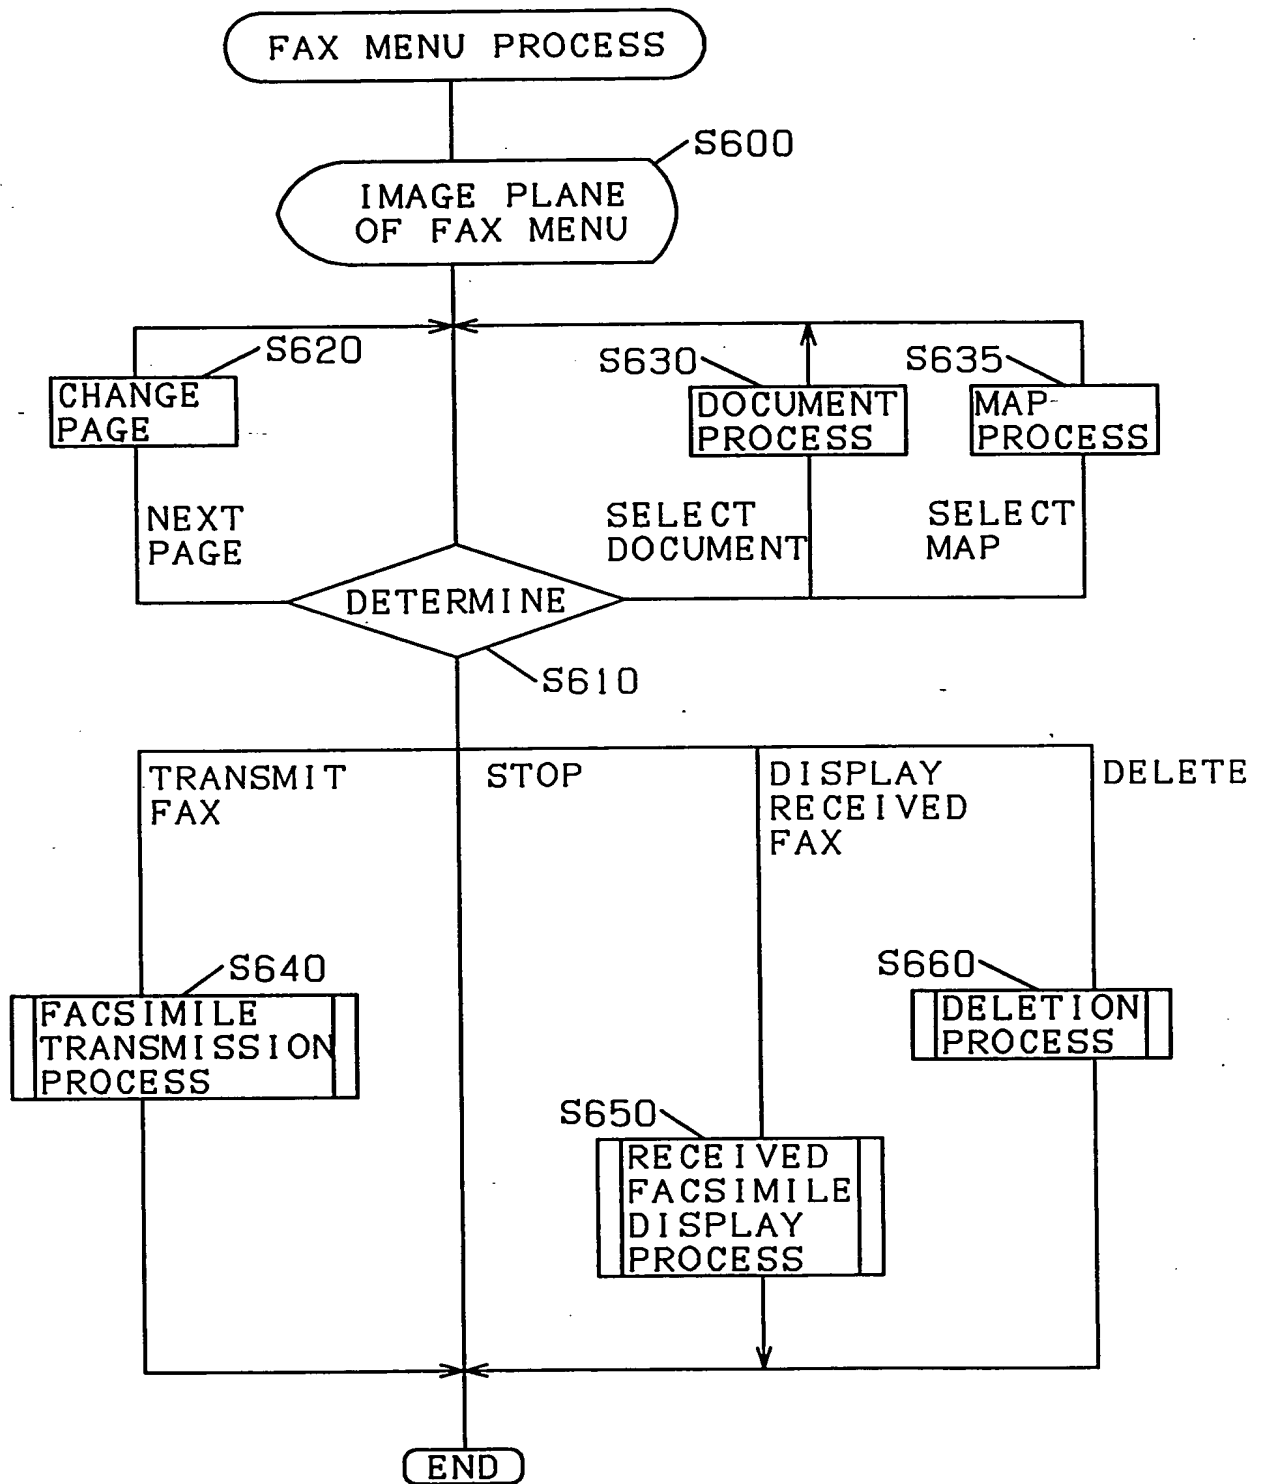 FAX MENU PROCESS
S600
IMAGE PLANE
OF FAX MENU
S620
CHANGE
PAGE
S630
DOCUMENT
PROCESS
S635
MAP
PROCESS
NEXT
PAGE
SELECT
DOCUMENT
SELECT
MAP
DETERMINE
S610
TRANSMIT
FAX
STOP
DISPLAY
RECEIVED
FAX
DELETE
S640
FACSIMILE
TRANSMISSION
PROCESS
S660
DELETION
PROCESS
S650
RECEIVED
FACSIMILE
DISPLAY
PROCESS
END